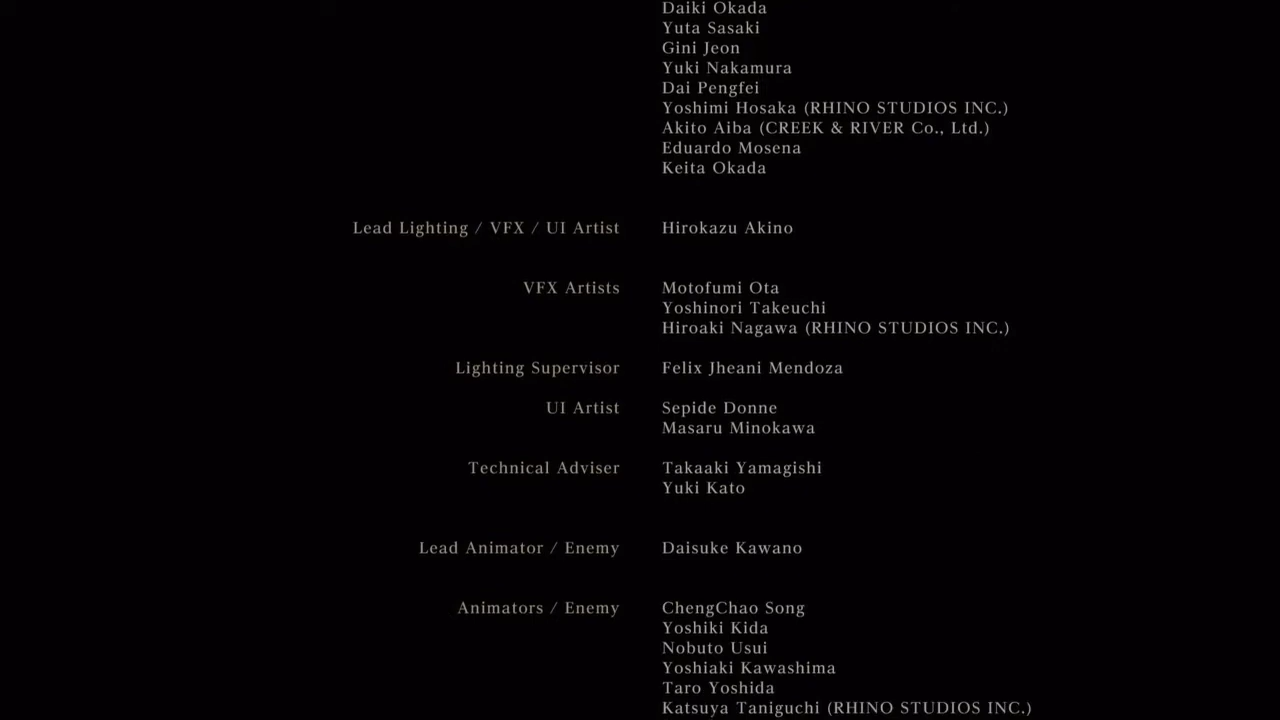 Daiki Okada
Yuta Sasaki
Gini Jeon
Yuki Nakamura
Dai Pengfei
Yoshimi Hosaka (RHINO STUDIOS INC.)
Akito Aiba (CREEK & RIVER Co., Ltd.)
Eduardo Mosena
Keita Okada
Lead Lighting / VFX / UI Artist Hirokazu Akino
VFX Artists Motofumi Ota
Yoshinori Takeuchi
Hiroaki Nagawa (RHINO STUDIOS INC.)
Lighting Supervisor Felix Jheani Mendoza
UI Artist Sepide Donne
Masaru Minokawa
Technical Adviser Takaaki Yamagishi
Yuki Kato
Lead Animator / Enemy Daisuke Kawano
Animators / Enemy ChengChao Song
Yoshiki Kida
Nobuto Usui
Yoshiaki Kawashima
Taro Yoshida
Katsuya Taniguchi (RHINO STUDIOS INC.)